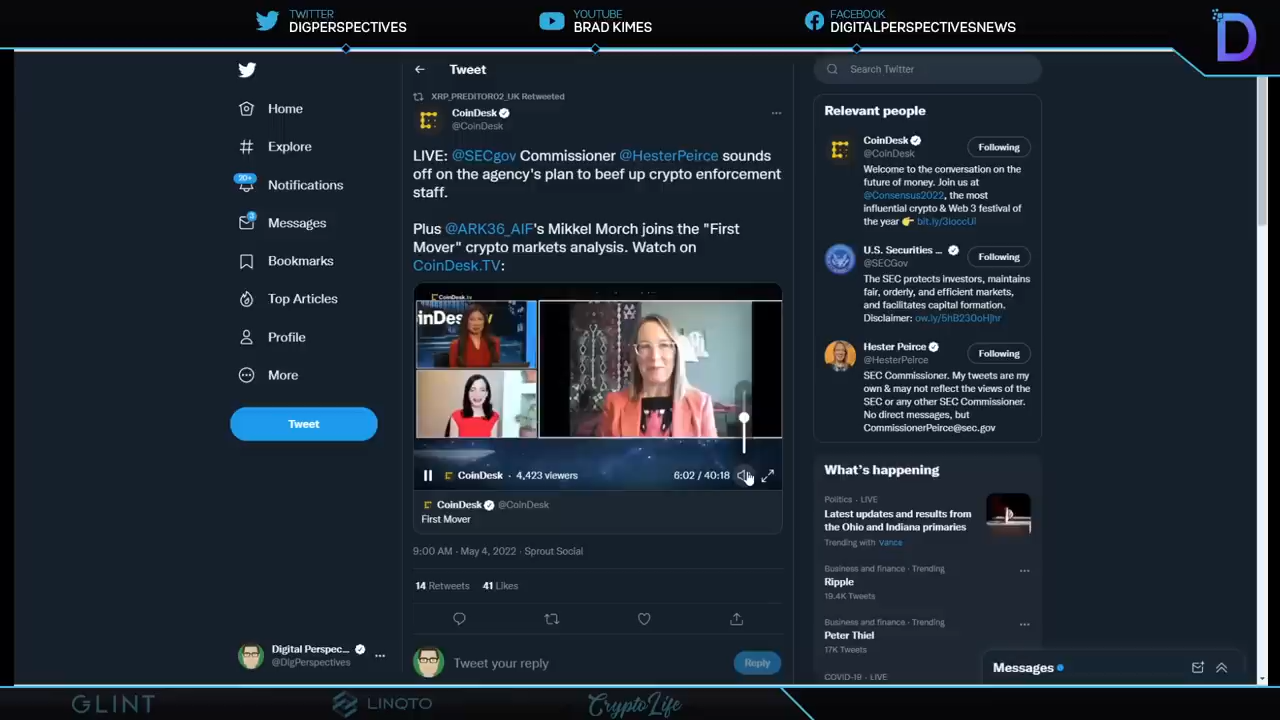 TWITTER
DIGPERSPECTIVES
YOUTUBE
BRAD KIMES
FACEBOOK
DIGITALPERSPECTIVESNEWS
D
Home
Explore
20+
Notifications
3
Messages
Bookmarks
Top Articles
Profile
More
Tweet
Digital Perspec...
@DigPerspectives
Tweet
XRP_PREDITOR02_UK Retweeted
CoinDesk
@CoinDesk
LIVE: @SECgov Commissioner @HesterPeirce sounds
off on the agency's plan to beef up crypto enforcement
staff.
Plus @ARK36_AIF's Mikkel Morch joins the "First
Mover" crypto markets analysis. Watch on
CoinDesk.TV:
CoinDesk.tv
inDes
CoinDesk · 4,423 viewers
6:02 / 40:18
CoinDesk @CoinDesk
First Mover
9:00 AM · May 4, 2022 · Sprout Social
14 Retweets 41 Likes
Tweet your reply
Reply
Search Twitter
Relevant people
CoinDesk
@CoinDesk
Following
Welcome to the conversation on
the future of money. Join us at
@Consensus2022, the most
influential crypto & Web 3 festival of
the year 👉 bit.ly/3IoccUl
U.S. Securities ...
@SECGov
Following
The SEC protects investors, maintains
fair, orderly, and efficient markets,
and facilitates capital formation.
Disclaimer: ow.ly/5hB230oHjhr
Hester Peirce
@HesterPeirce
Following
SEC Commissioner. My tweets are my
own & may not reflect the views of the
SEC or any other SEC Commissioner.
No direct messages, but
CommissionerPeirce@sec.gov
What's happening
Politics · LIVE
Latest updates and results from
the Ohio and Indiana primaries
Trending with Vance
Business and finance · Trending
Ripple
19.4K Tweets
Business and finance · Trending
Peter Thiel
17K Tweets
COVID-19 · LIVE
Messages
GLINT
LINQTO
CryptoLife